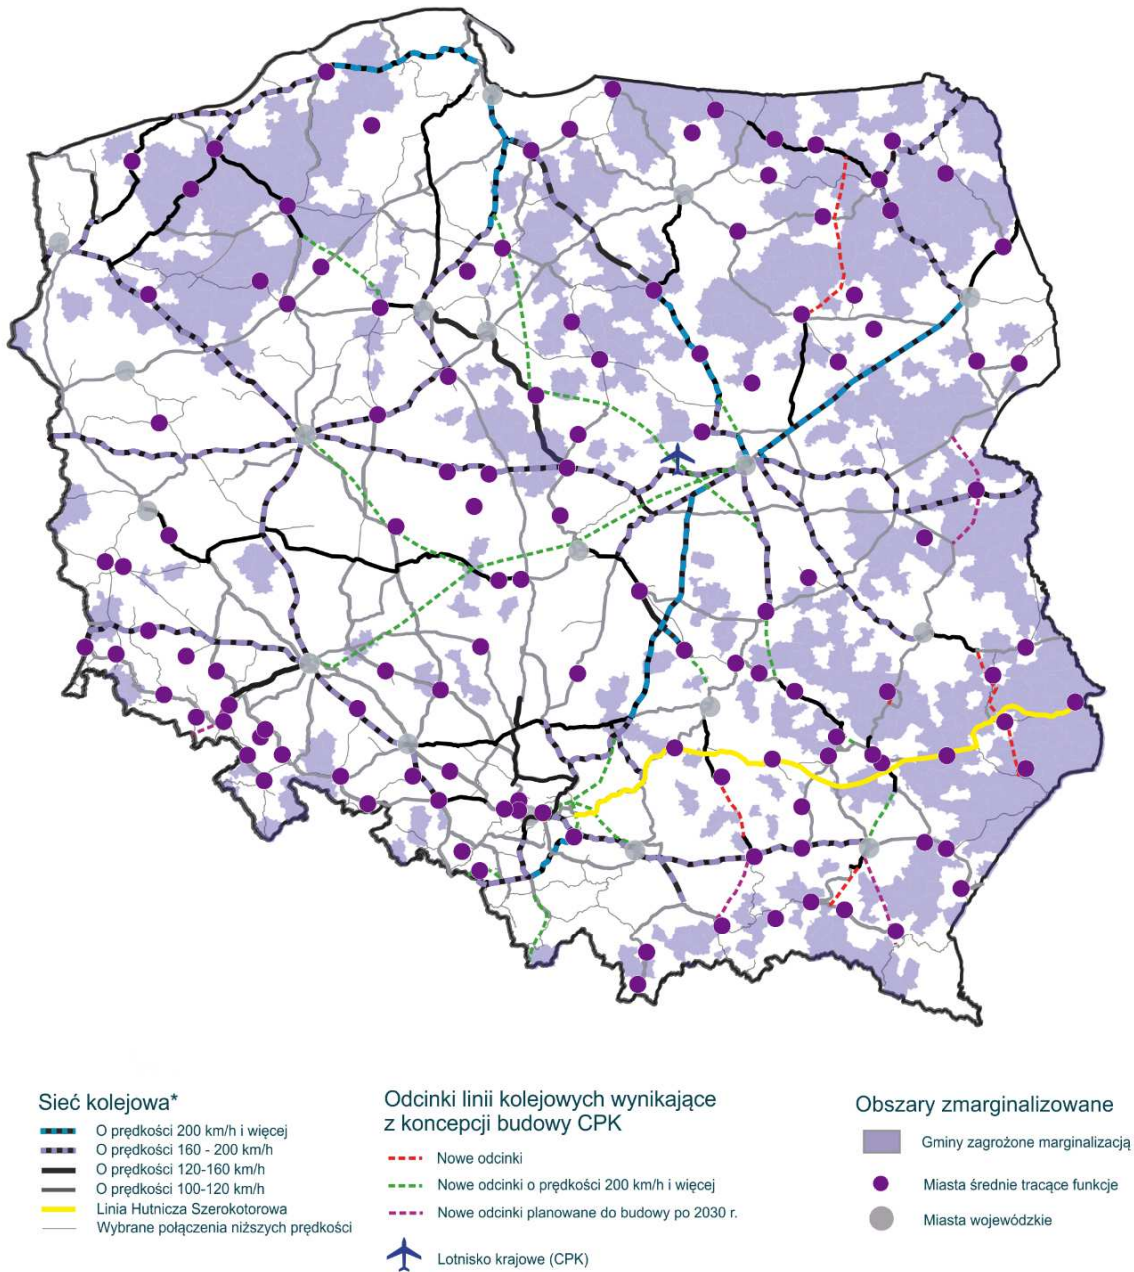 Sieć kolejowa*
O prędkości 200 km/h i więcej
O prędkości 160 - 200 km/h
O prędkości 120-160 km/h
O prędkości 100-120 km/h
Linia Hutnicza Szerokotorowa
Wybrane połączenia niższych prędkości
Odcinki linii kolejowych wynikające
z koncepcji budowy CPK
Nowe odcinki
Nowe odcinki o prędkości 200 km/h i więcej
Nowe odcinki planowane do budowy po 2030 r.
Lotnisko krajowe (CPK)
Obszary zmarginalizowane
Gminy zagrożone marginalizacją
Miasta średnie tracące funkcje
Miasta wojewódzkie